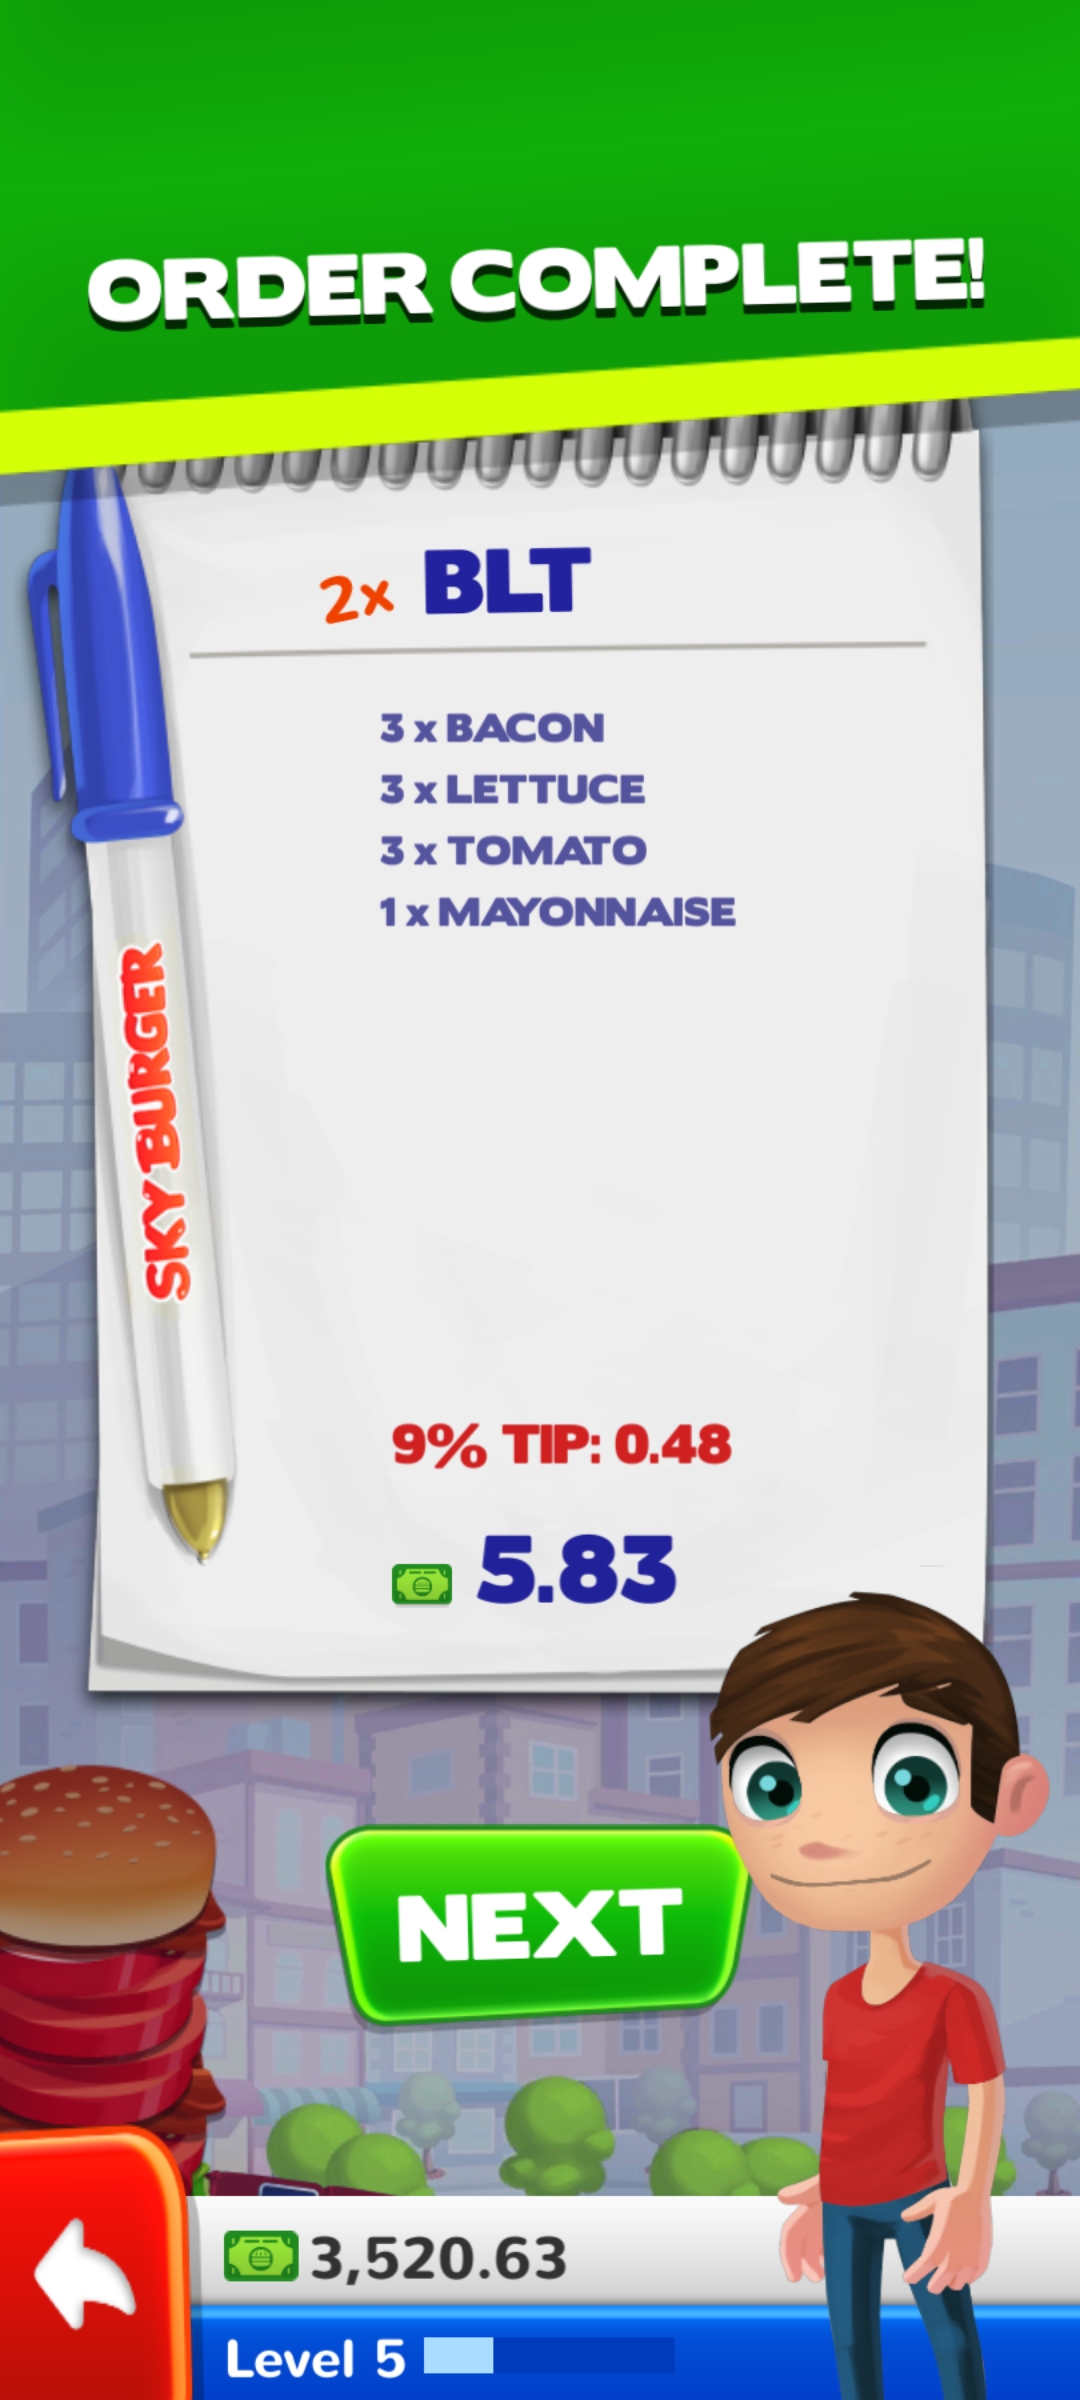 ORDER COMPLETE!
2x BLT
3 x BACON
3 x LETTUCE
3 x TOMATO
1 x MAYONNAISE
SKY BURGER
9% TIP: 0.48
5.83
NEXT
3,520.63
Level 5